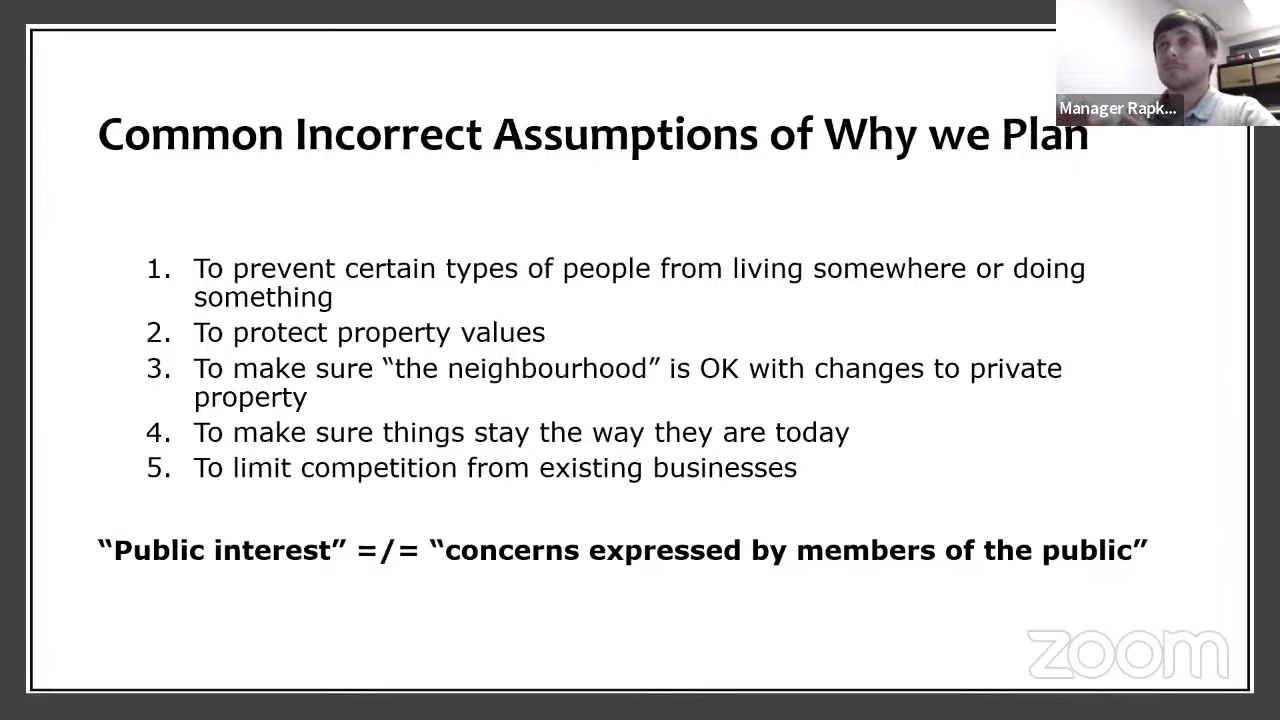 Manager Rapk...
Common Incorrect Assumptions of Why we Plan
1. To prevent certain types of people from living somewhere or doing
something
2. To protect property values
3. To make sure “the neighbourhood” is OK with changes to private
property
4. To make sure things stay the way they are today
5. To limit competition from existing businesses
“Public interest” =/= “concerns expressed by members of the public”
zoom